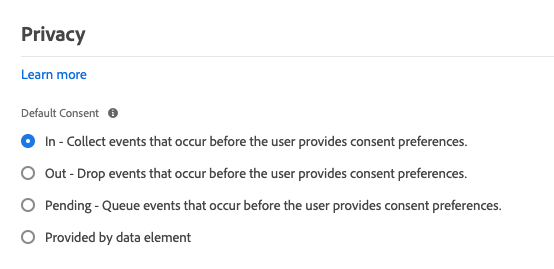 Privacy
Learn more
Default Consent
In - Collect events that occur before the user provides consent preferences.
Out - Drop events that occur before the user provides consent preferences.
Pending - Queue events that occur before the user provides consent preferences.
Provided by data element